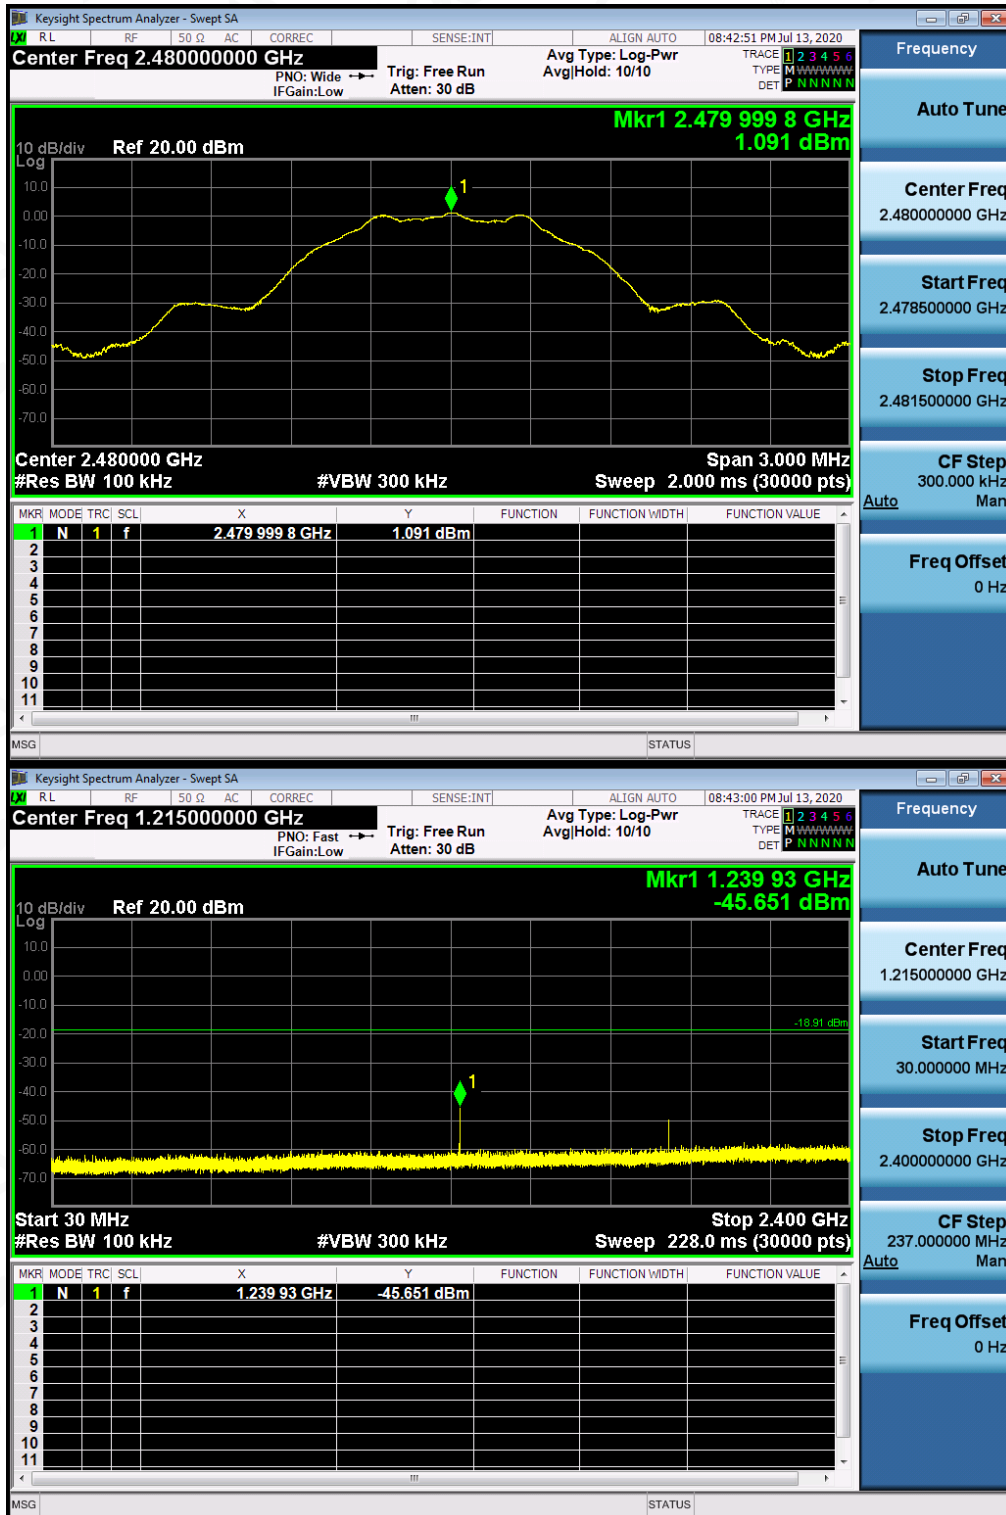 Keysight Spectrum Analyzer - Swept SA
LXI RL RF 50 Ω AC CORREC SENSE:INT ALIGN AUTO 08:42:51 PM Jul 13, 2020
Center Freq 2.480000000 GHz
PNO: Wide
IFGain:Low
Trig: Free Run
Atten: 30 dB
Avg Type: Log-Pwr
Avg|Hold: 10/10
TRACE 1 2 3 4 5 6
TYPE M WWWWW
DET P N N N N N
Mkr1 2.479 999 8 GHz
1.091 dBm
10 dB/div Ref 20.00 dBm
Log
10.0
0.00
-10.0
-20.0
-30.0
-40.0
-50.0
-60.0
-70.0
1
Center 2.480000 GHz Span 3.000 MHz
#Res BW 100 kHz #VBW 300 kHz Sweep 2.000 ms (30000 pts)
MKR MODE TRC SCL X Y FUNCTION FUNCTION WIDTH FUNCTION VALUE
1 N 1 f 2.479 999 8 GHz 1.091 dBm
2
3
4
5
6
7
8
9
10
11
MSG STATUS
Frequency
Auto Tune
Center Freq
2.480000000 GHz
Start Freq
2.478500000 GHz
Stop Freq
2.481500000 GHz
CF Step
300.000 kHz
Auto Man
Freq Offset
0 Hz
Keysight Spectrum Analyzer - Swept SA
LXI RL RF 50 Ω AC CORREC SENSE:INT ALIGN AUTO 08:43:00 PM Jul 13, 2020
Center Freq 1.215000000 GHz
PNO: Fast
IFGain:Low
Trig: Free Run
Atten: 30 dB
Avg Type: Log-Pwr
Avg|Hold: 10/10
TRACE 1 2 3 4 5 6
TYPE M WWWWW
DET P N N N N N
Mkr1 1.239 93 GHz
-45.651 dBm
10 dB/div Ref 20.00 dBm
Log
10.0
0.00
-10.0
-20.0
-30.0
-40.0
-50.0
-60.0
-70.0
-18.91 dBm
1
Start 30 MHz Stop 2.400 GHz
#Res BW 100 kHz #VBW 300 kHz Sweep 228.0 ms (30000 pts)
MKR MODE TRC SCL X Y FUNCTION FUNCTION WIDTH FUNCTION VALUE
1 N 1 f 1.239 93 GHz -45.651 dBm
2
3
4
5
6
7
8
9
10
11
MSG STATUS
Frequency
Auto Tune
Center Freq
1.215000000 GHz
Start Freq
30.000000 MHz
Stop Freq
2.400000000 GHz
CF Step
237.000000 MHz
Auto Man
Freq Offset
0 Hz